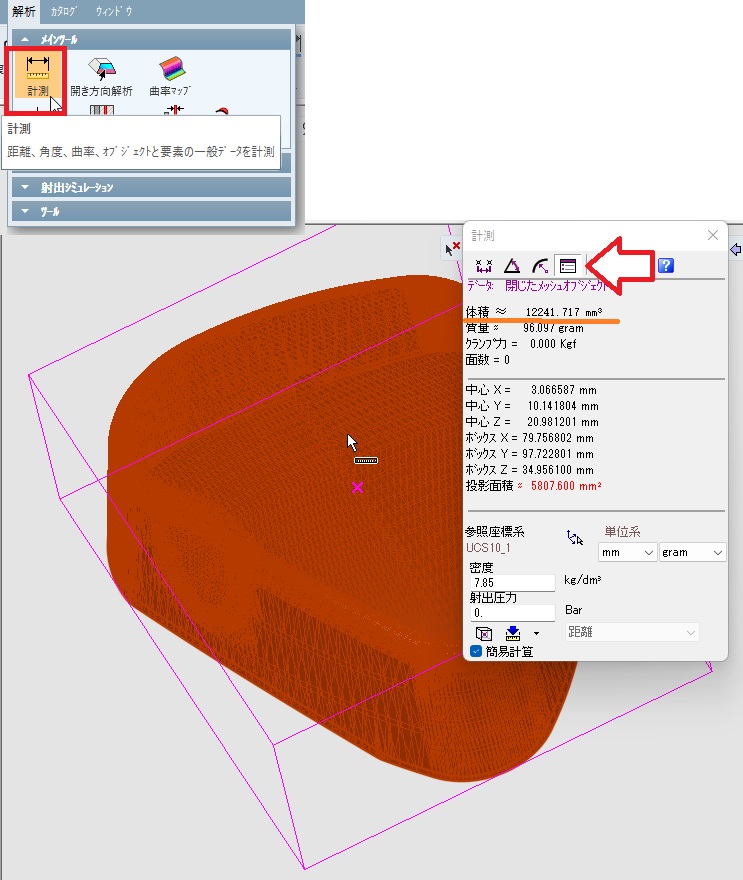 解析 ｶﾀﾛｸﾞ ｳｨﾝﾄﾞｳ
ﾒｲﾝﾂｰﾙ
計測 開き方向解析 曲率ﾏｯﾌﾟ
計測
距離、角度、曲率、ｵﾌﾞｼﾞｪｸﾄと要素の一般ﾃﾞｰﾀを計測
射出ｼﾐｭﾚｰｼｮﾝ
ﾂｰﾙ
計測
ﾃﾞｰﾀ: 閉じたﾒｯｼｭｵﾌﾞｼﾞｪｸﾄ
体積 ≈ 12241.717 mm³
質量 ≈ 96.097 gram
ｸﾗﾝﾌﾟ力 = 0.000 Kgf
面数 = 0
中心 X = 3.066587 mm
中心 Y = 10.141804 mm
中心 Z = 20.981201 mm
ﾎﾞｯｸｽ X = 79.756802 mm
ﾎﾞｯｸｽ Y = 97.722801 mm
ﾎﾞｯｸｽ Z = 34.956100 mm
投影面積 ≈ 5807.600 mm²
参照座標系 単位系
UCS10_1
mm gram
密度
7.85 kg/dm³
射出圧力
0. Bar
距離
簡易計算